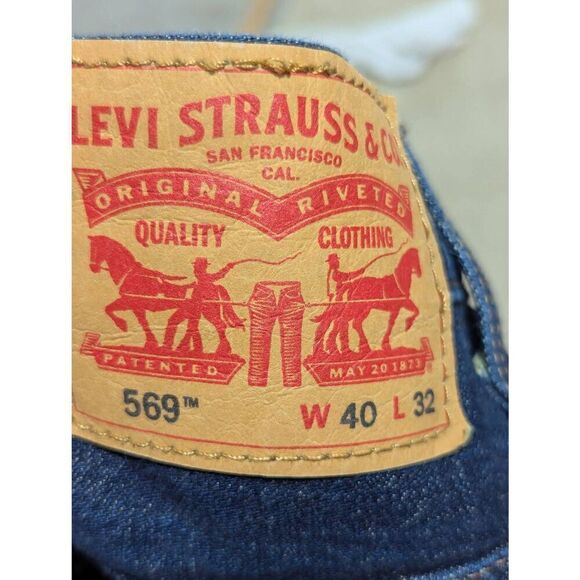 LEVI STRAUSS & CO.
SAN FRANCISCO
CAL.
ORIGINAL RIVETED
QUALITY CLOTHING
PATENTED MAY 20 1873
569™ W 40 L 32